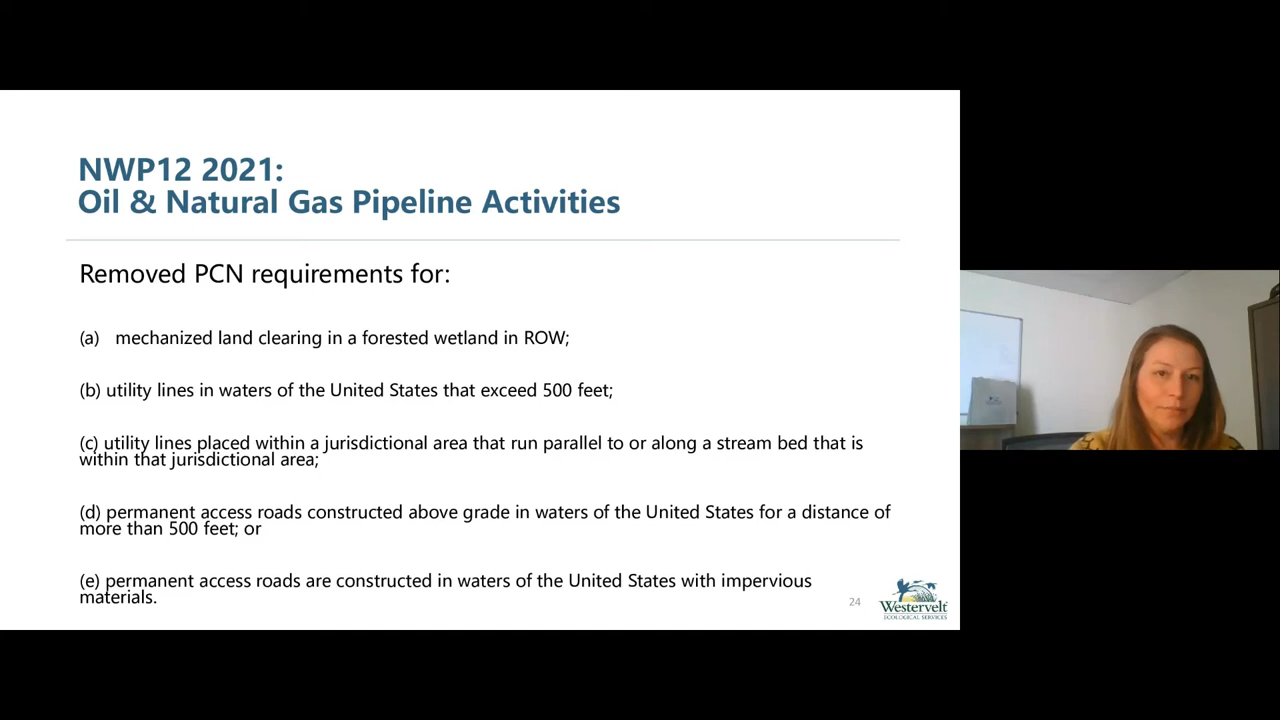 NWP12 2021:
Oil & Natural Gas Pipeline Activities
Removed PCN requirements for:
(a) mechanized land clearing in a forested wetland in ROW;
(b) utility lines in waters of the United States that exceed 500 feet;
(c) utility lines placed within a jurisdictional area that run parallel to or along a stream bed that is
within that jurisdictional area;
(d) permanent access roads constructed above grade in waters of the United States for a distance of
more than 500 feet; or
(e) permanent access roads are constructed in waters of the United States with impervious
materials.
24
Westervelt
ECOLOGICAL SERVICES